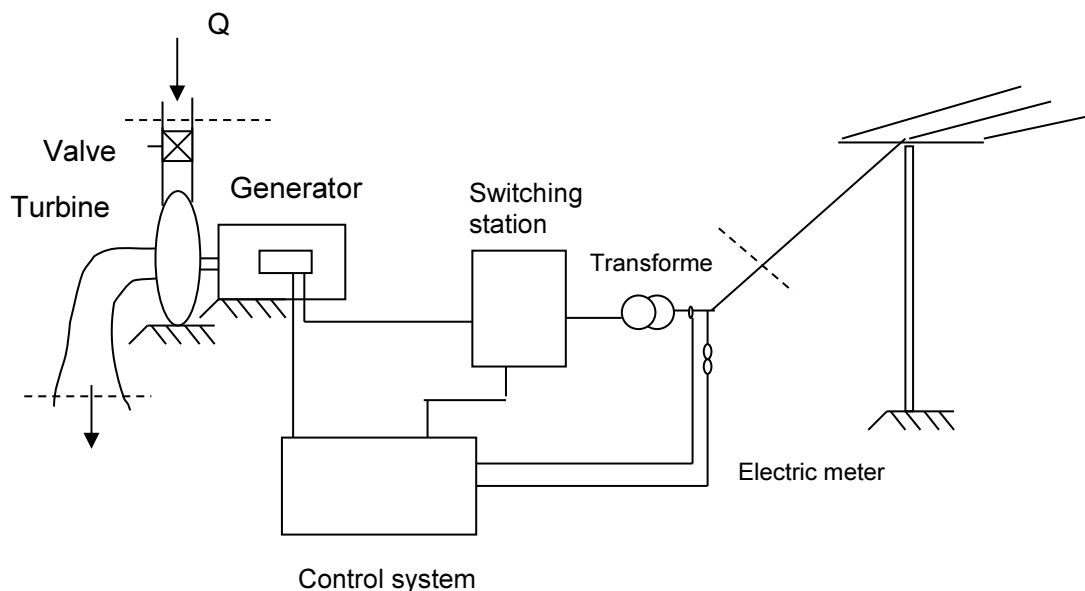 Q
Valve
Turbine
Generator
Switching
station
Transforme
Electric meter
Control system